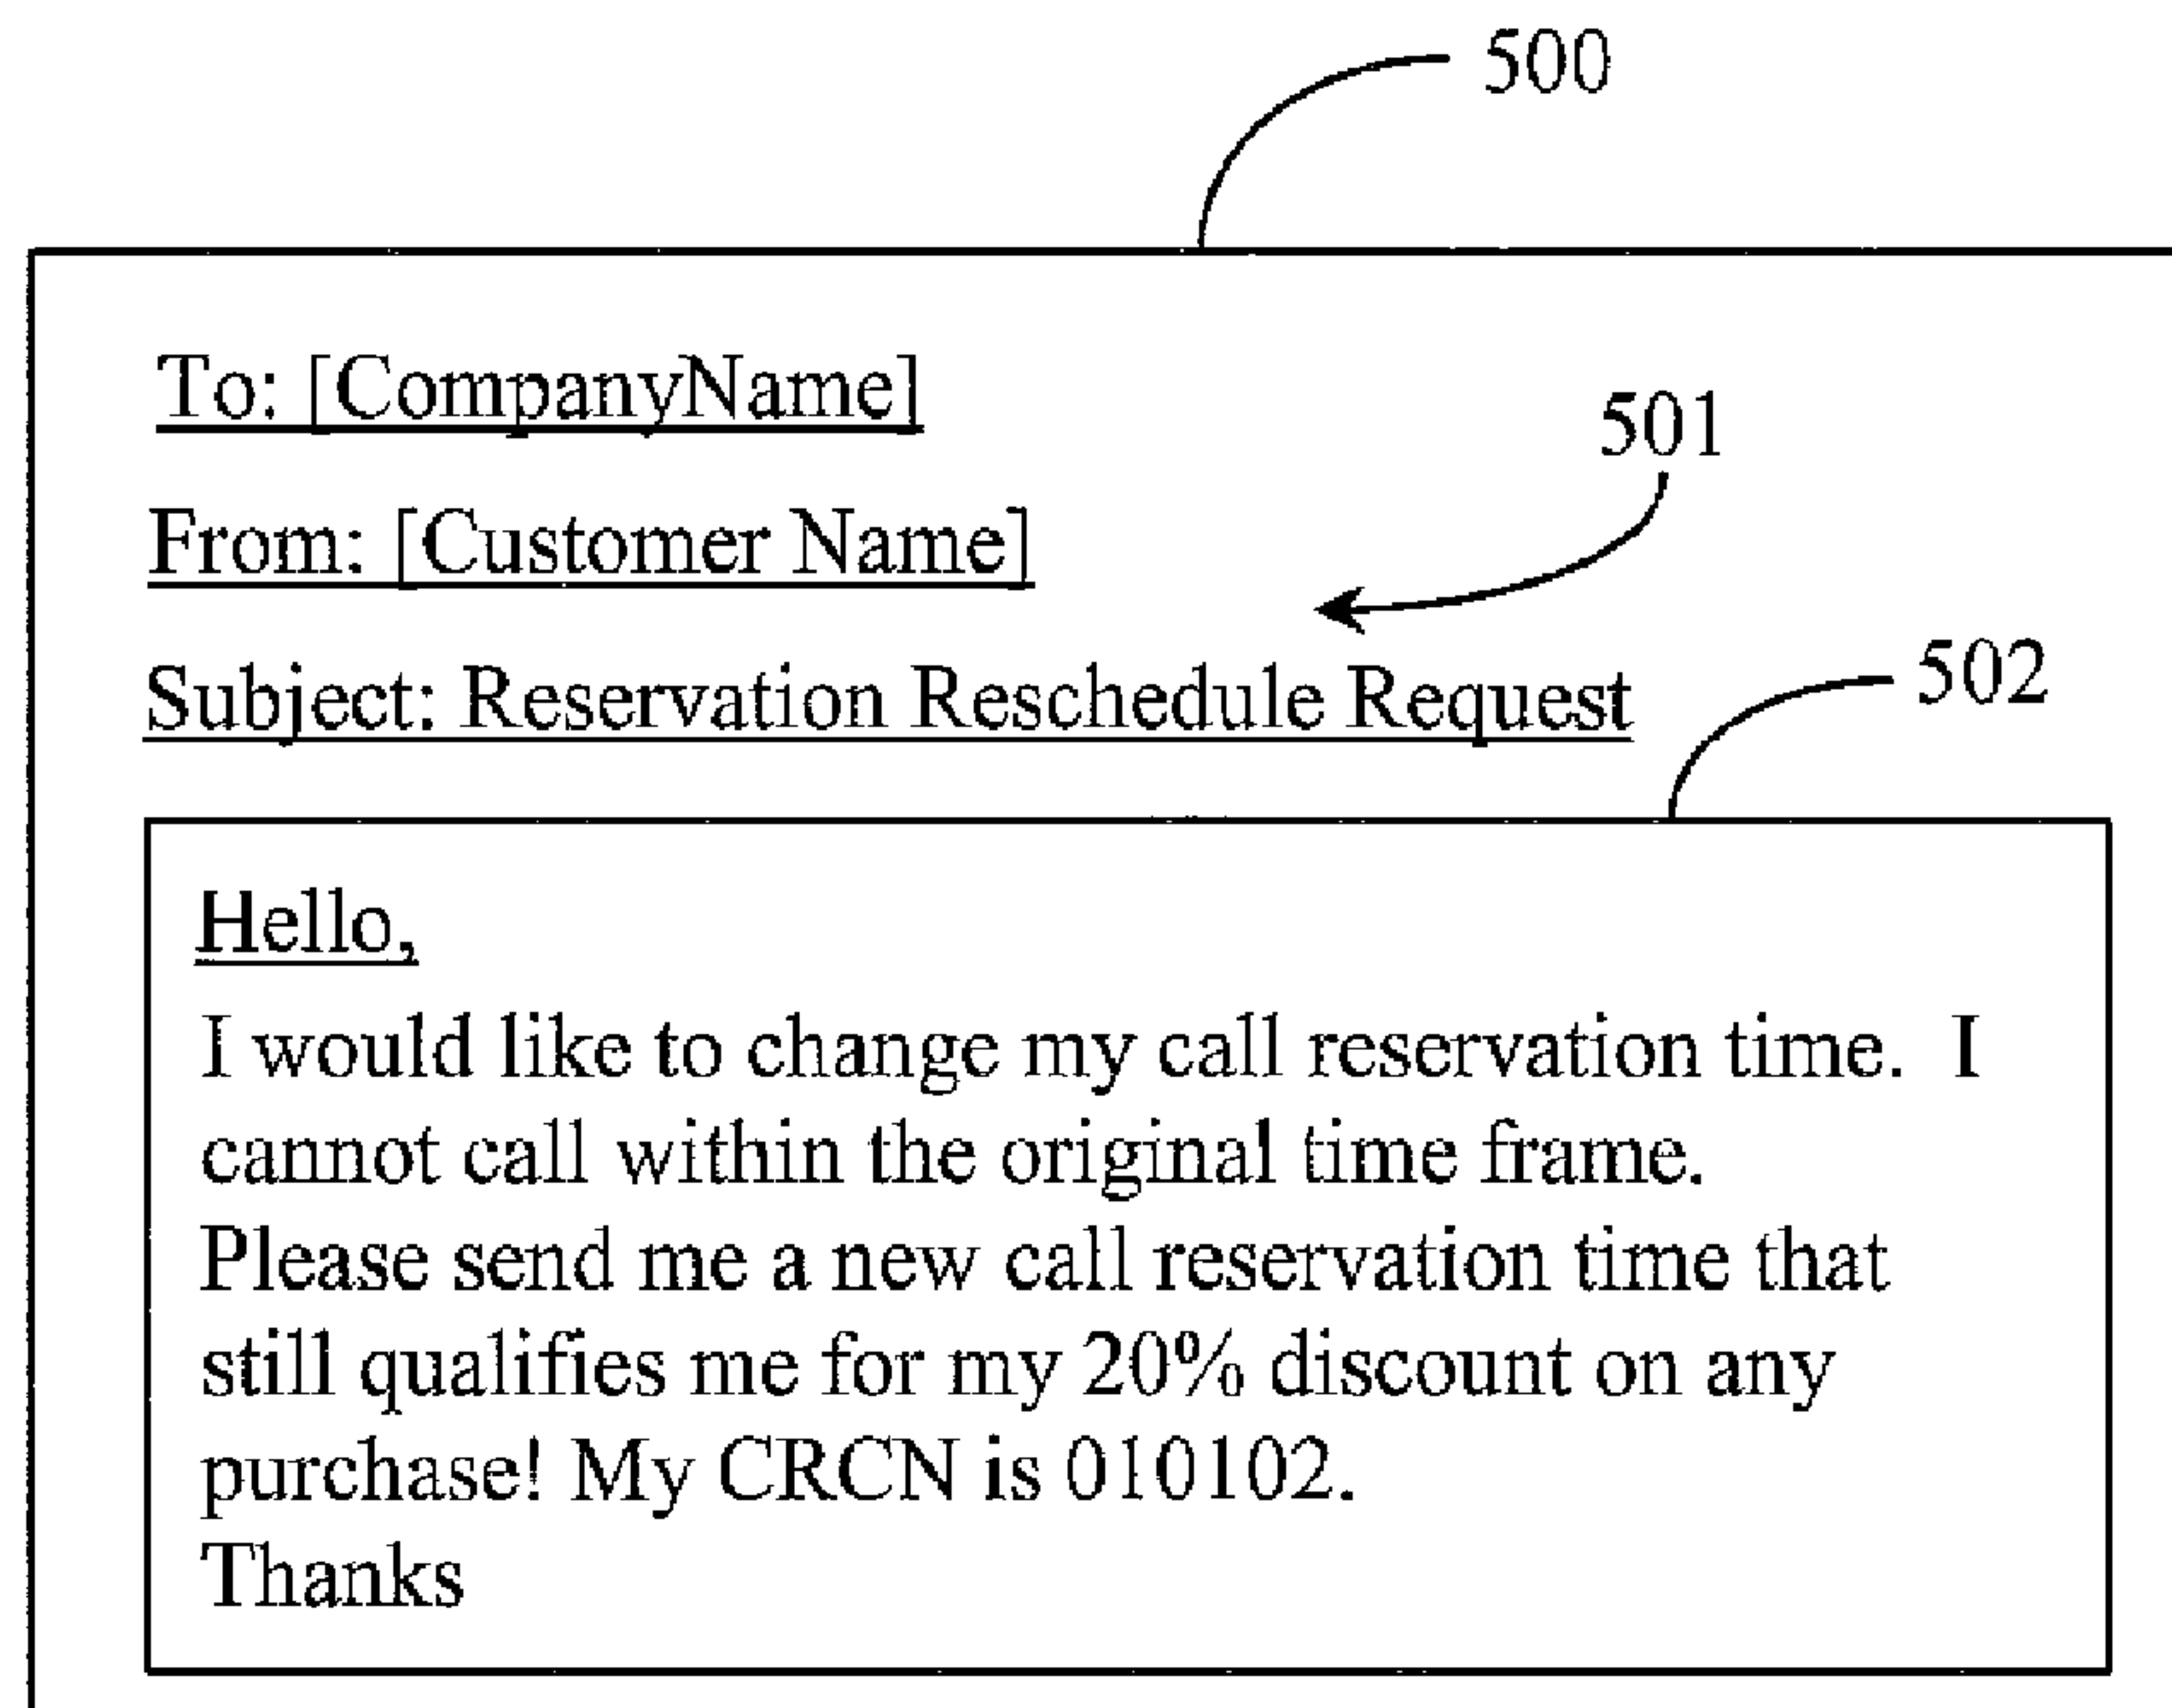 500
To: [CompanyName]
501
From: [Customer Name]
502
Subject: Reservation Reschedule Request
Hello,
I would like to change my call reservation time. I
cannot call within the original time frame.
Please send me a new call reservation time that
still qualifies me for my 20% discount on any
purchase! My CRCN is 010102.
Thanks